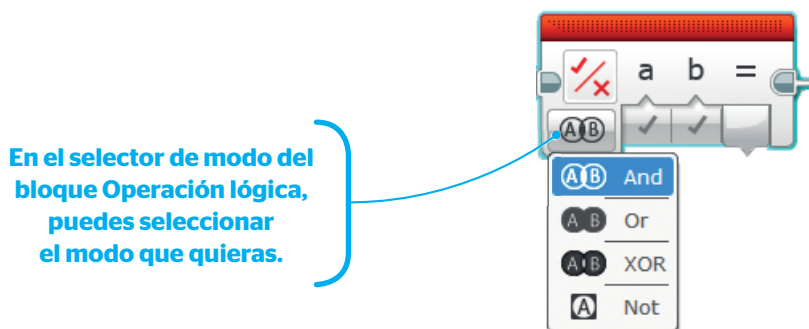 a b =
A B
En el selector de modo del
bloque Operación lógica,
puedes seleccionar
el modo que quieras.
A B And
A B Or
A B XOR
A Not